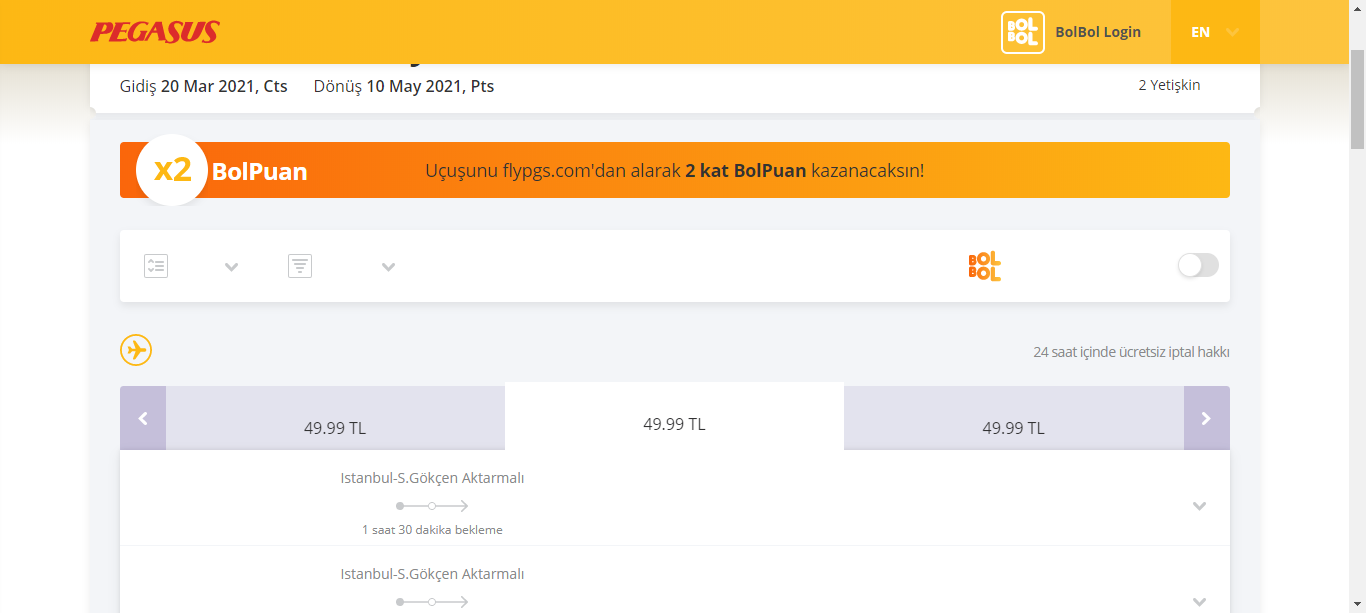 PEGASUS
BOL
BOL
BolBol Login
EN
Gidiş 20 Mar 2021, Cts Dönüş 10 May 2021, Pts
2 Yetişkin
x2 BolPuan
Uçuşunu flypgs.com'dan alarak 2 kat BolPuan kazanacaksın!
BOL
BOL
24 saat içinde ücretsiz iptal hakkı
49.99 TL
49.99 TL
49.99 TL
Istanbul-S.Gökçen Aktarmalı
1 saat 30 dakika bekleme
Istanbul-S.Gökçen Aktarmalı